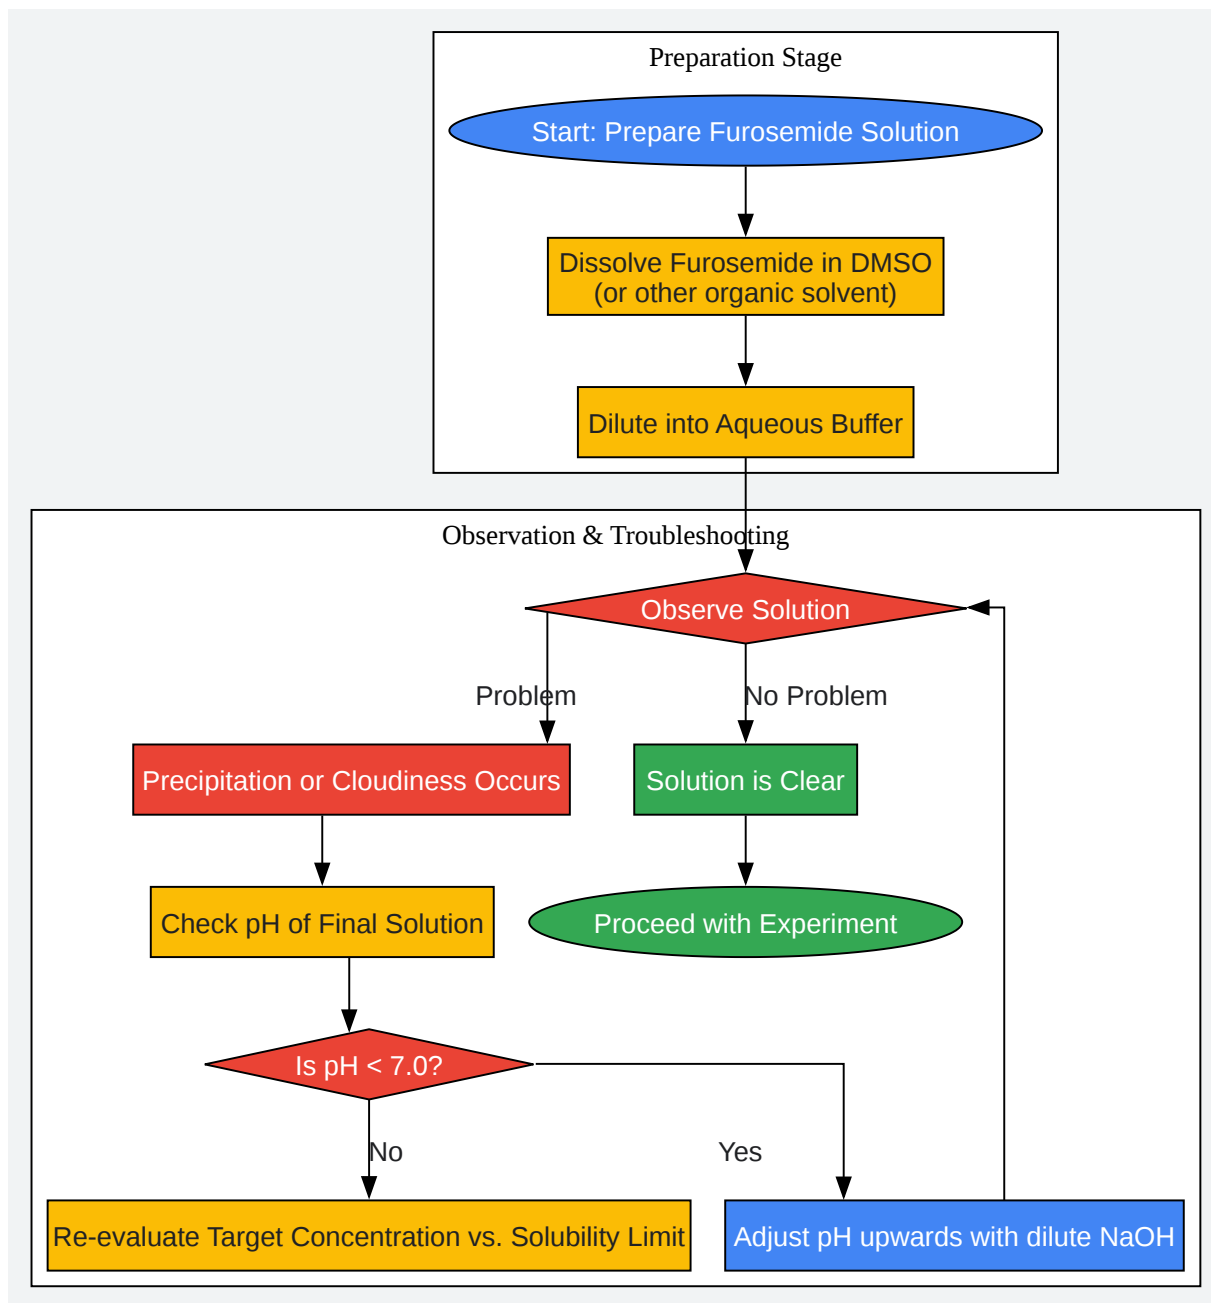 Preparation Stage
Start: Prepare Furosemide Solution
Dissolve Furosemide in DMSO
(or other organic solvent)
Dilute into Aqueous Buffer
Observation & Troubleshooting
Observe Solution
Problem
No Problem
Precipitation or Cloudiness Occurs
Solution is Clear
Check pH of Final Solution
Proceed with Experiment
Is pH < 7.0?
No
Yes
Re-evaluate Target Concentration vs. Solubility Limit
Adjust pH upwards with dilute NaOH